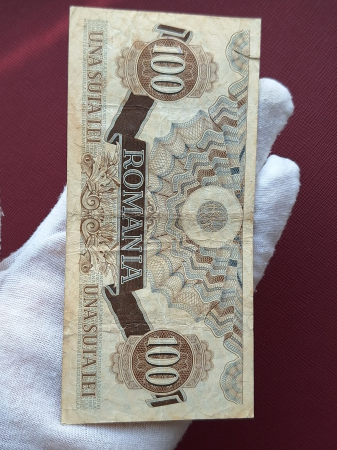 100
100
ROMANIA
UNA SUTA LEI
UNA SUTA LEI